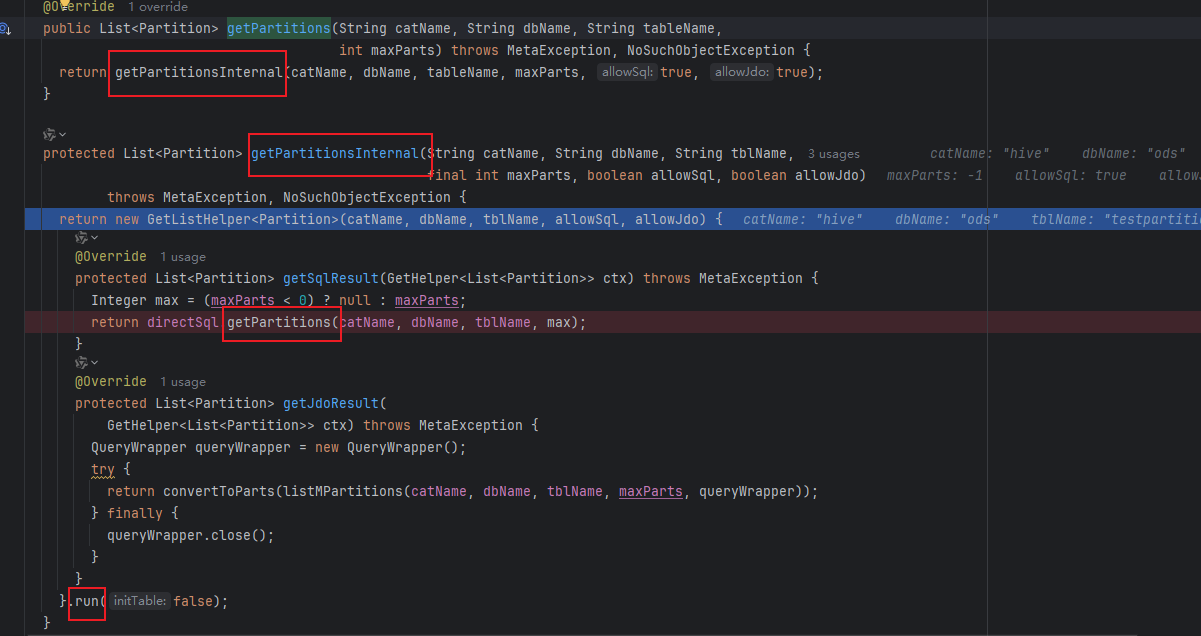 @Override 1 override
public List<Partition> getPartitions(String catName, String dbName, String tableName,
int maxParts) throws MetaException, NoSuchObjectException {
return getPartitionsInternal(catName, dbName, tableName, maxParts, allowSql: true, allowJdo: true);
}
protected List<Partition> getPartitionsInternal(String catName, String dbName, String tblName, 3 usages catName: "hive" dbName: "ods"
final int maxParts, boolean allowSql, boolean allowJdo) maxParts: -1 allowSql: true
throws MetaException, NoSuchObjectException {
return new GetListHelper<Partition>(catName, dbName, tblName, allowSql, allowJdo) { catName: "hive" dbName: "ods" tblName:
@Override 1 usage
protected List<Partition> getSqlResult(GetHelper<List<Partition>> ctx) throws MetaException {
Integer max = (maxParts < 0) ? null : maxParts;
return directSql.getPartitions(catName, dbName, tblName, max);
}
@Override 1 usage
protected List<Partition> getJdoResult(
GetHelper<List<Partition>> ctx) throws MetaException {
QueryWrapper queryWrapper = new QueryWrapper();
try {
return convertToParts(listMPartitions(catName, dbName, tblName, maxParts, queryWrapper));
} finally {
queryWrapper.close();
}
}
}.run( initTable: false);
}